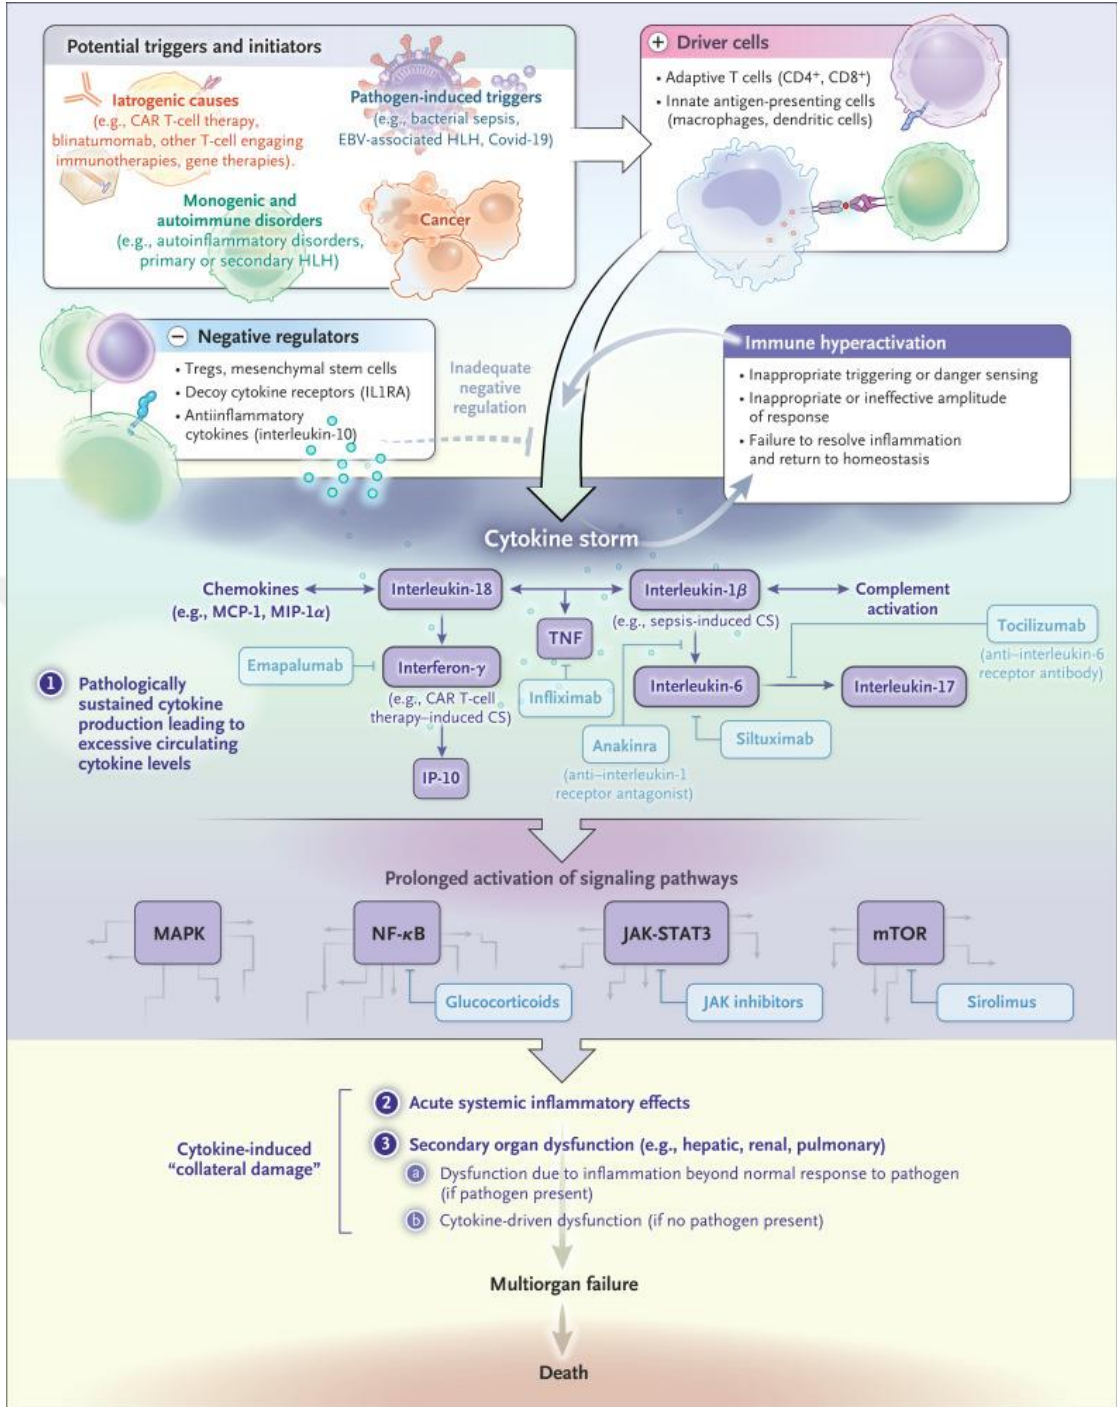 Potential triggers and initiators
Iatrogenic causes
(e.g., CAR T-cell therapy,
blinatumomab, other T-cell engaging
immunotherapies, gene therapies).
Pathogen-induced triggers
(e.g., bacterial sepsis,
EBV-associated HLH, Covid-19)
Monogenic and
autoimmune disorders
(e.g., autoinflammatory disorders,
primary or secondary HLH)
Cancer
+ Driver cells
• Adaptive T cells (CD4+, CD8+)
• Innate antigen-presenting cells
(macrophages, dendritic cells)
− Negative regulators
• Tregs, mesenchymal stem cells
• Decoy cytokine receptors (IL1RA)
• Antiinflammatory
cytokines (interleukin-10)
Inadequate
negative
regulation
Immune hyperactivation
• Inappropriate triggering or danger sensing
• Inappropriate or ineffective amplitude
of response
• Failure to resolve inflammation
and return to homeostasis
Cytokine storm
Chemokines
(e.g., MCP-1, MIP-1α)
Interleukin-18
Interleukin-1β
(e.g., sepsis-induced CS)
Complement
activation
TNF
Tocilizumab
(anti–interleukin-6
receptor antibody)
Emapalumab
Interferon-γ
(e.g., CAR T-cell
therapy–induced CS)
Infliximab
Interleukin-6
Interleukin-17
1 Pathologically
sustained cytokine
production leading to
excessive circulating
cytokine levels
Anakinra
(anti–interleukin-1
receptor antagonist)
Siltuximab
IP-10
Prolonged activation of signaling pathways
MAPK
NF-κB
JAK-STAT3
mTOR
Glucocorticoids
JAK inhibitors
Sirolimus
Cytokine-induced
“collateral damage”
2 Acute systemic inflammatory effects
3 Secondary organ dysfunction (e.g., hepatic, renal, pulmonary)
a Dysfunction due to inflammation beyond normal response to pathogen
(if pathogen present)
b Cytokine-driven dysfunction (if no pathogen present)
Multiorgan failure
Death